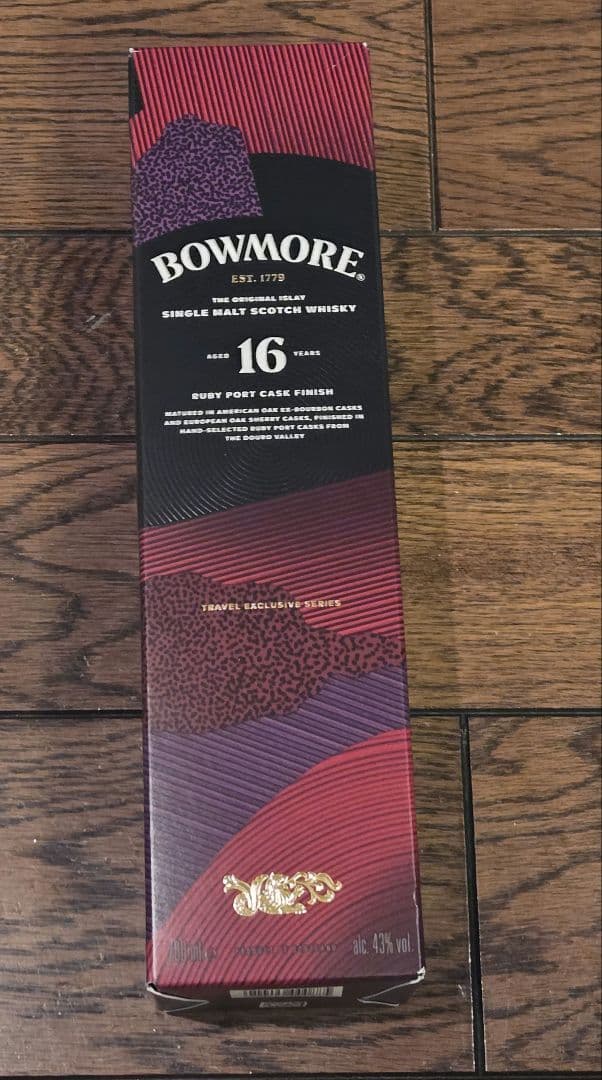 BOWMORE®
EST. 1779
THE ORIGINAL ISLAY
SINGLE MALT SCOTCH WHISKY
AGED 16 YEARS
RUBY PORT CASK FINISH
MATURED IN AMERICAN OAK EX-BOURBON CASKS
AND EUROPEAN OAK SHERRY CASKS, FINISHED IN
HAND-SELECTED RUBY PORT CASKS FROM
THE DOURO VALLEY
TRAVEL EXCLUSIVE SERIES
alc. 43% vol.